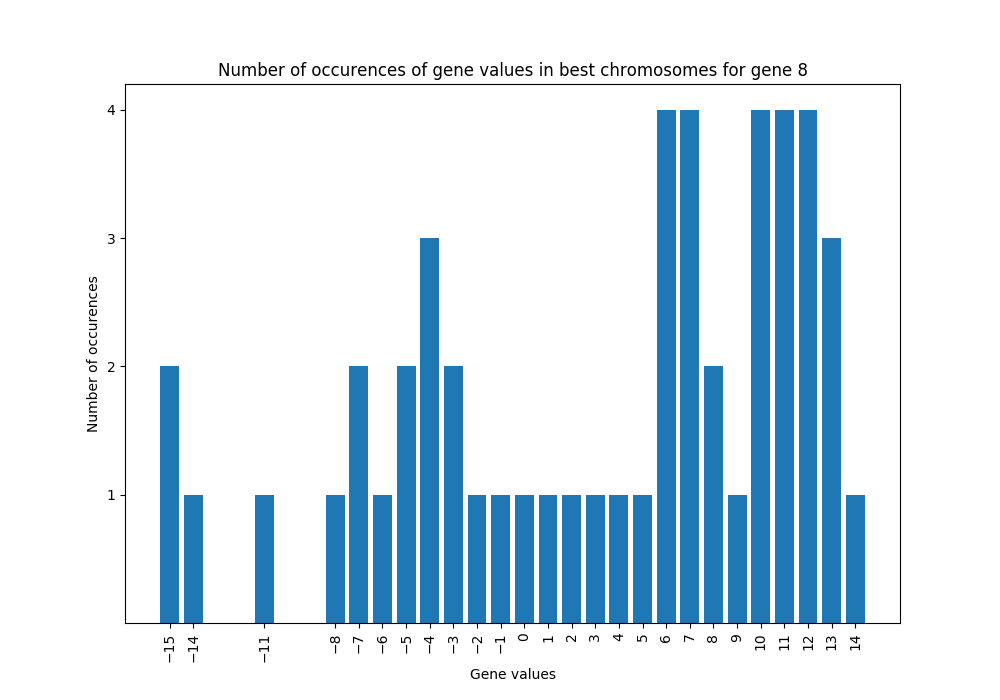 Number of occurences of gene values in best chromosomes for gene 8
4
3
2
1
Number of occurences
−15 −14 −11 −8 −7 −6 −5 −4 −3 −2 −1 0 1 2 3 4 5 6 7 8 9 10 11 12 13 14
Gene values